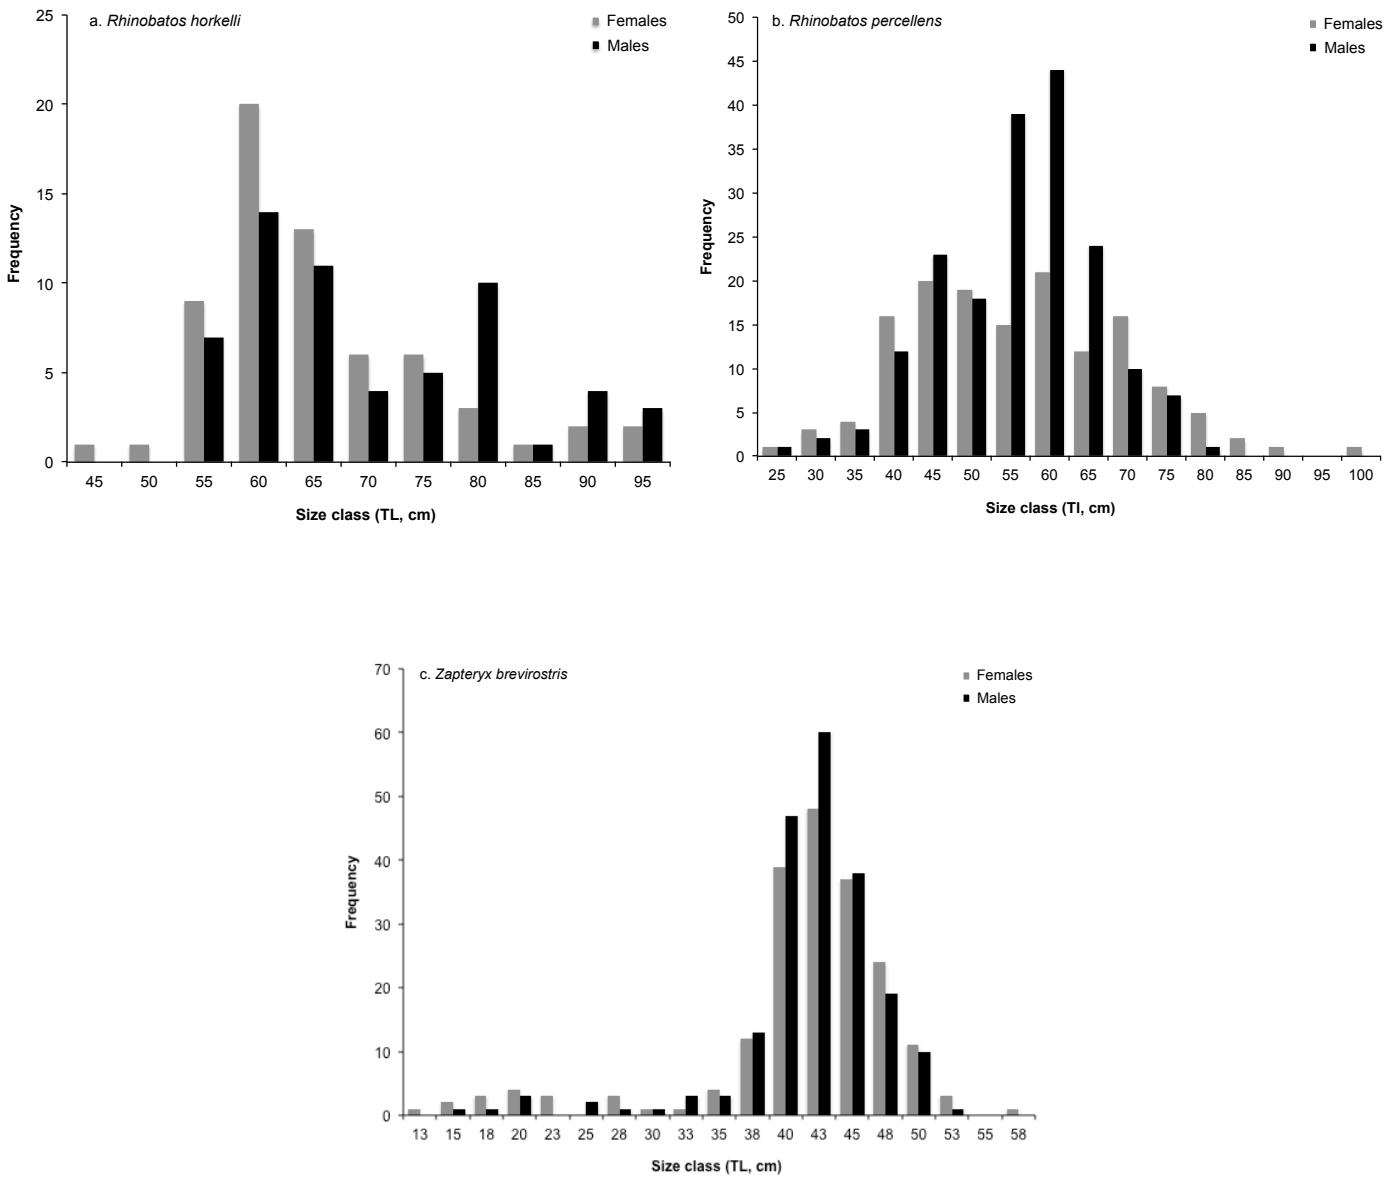 a. Rhinobatos horkelli
Females
Males
25
20
15
10
5
0
Frequency
45 50 55 60 65 70 75 80 85 90 95
Size class (TL, cm)
b. Rhinobatos percellens
Females
Males
50
45
40
35
30
25
20
15
10
5
0
Frequency
25 30 35 40 45 50 55 60 65 70 75 80 85 90 95 100
Size class (Tl, cm)
c. Zapteryx brevirostris
Females
Males
70
60
50
40
30
20
10
0
Frequency
13 15 18 20 23 25 28 30 33 35 38 40 43 45 48 50 53 55 58
Size class (TL, cm)